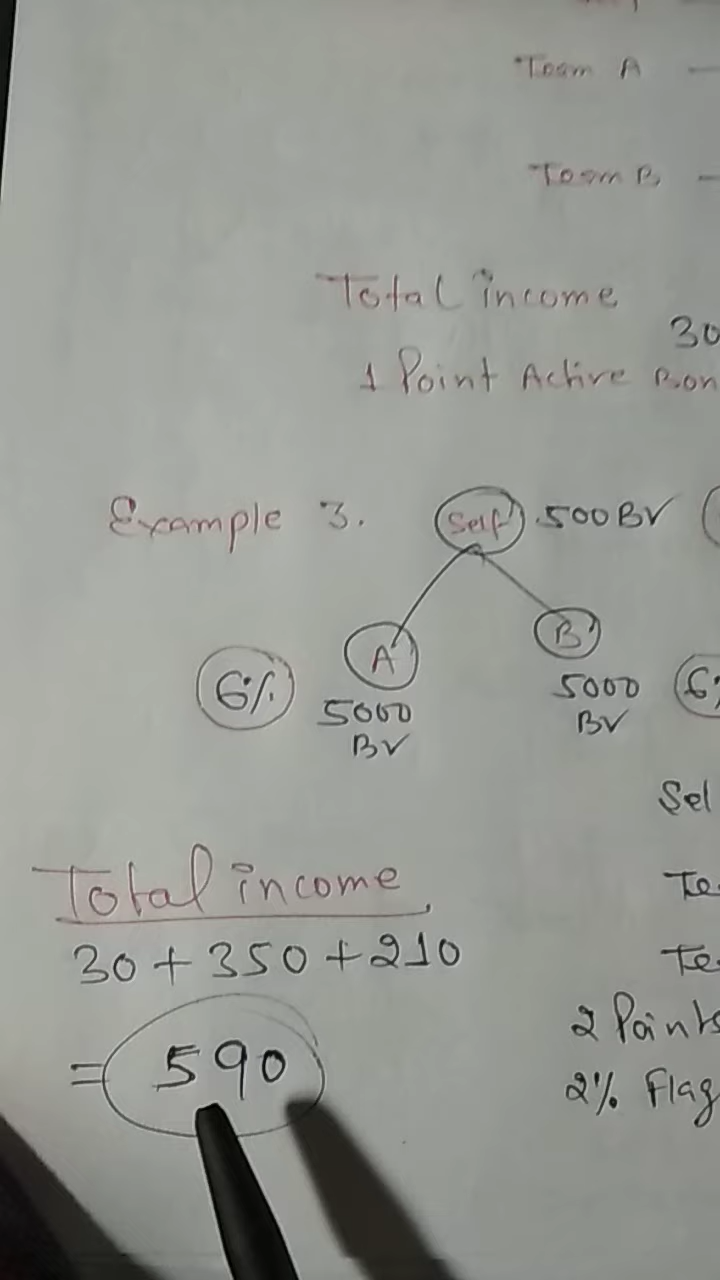 Team A —
Team B —
Total income
30
1 Point Active Bon
Example 3. Self 500 BV
A B
6% 5000 BV 5000 BV 6%
Sel
Te
Total income
30 + 350 + 210
Te
= 590
2 Points
2% Flag